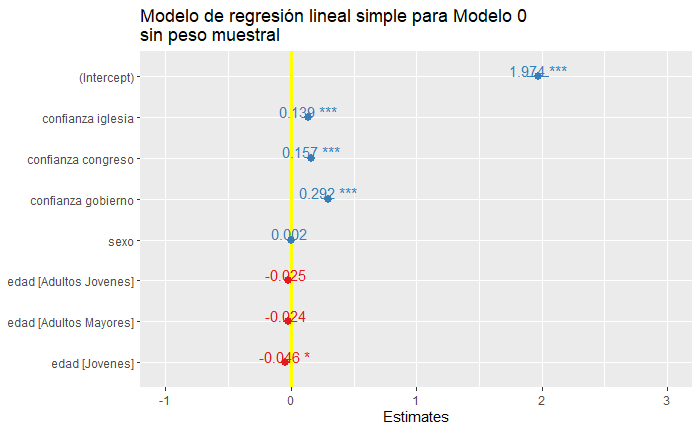 Modelo de regresión lineal simple para Modelo 0
sin peso muestral
(Intercept)
1.974 ***
confianza iglesia
0.139 ***
confianza congreso
0.157 ***
confianza gobierno
0.292 ***
sexo
0.002
edad [Adultos Jovenes]
-0.025
edad [Adultos Mayores]
-0.024
edad [Jovenes]
-0.046 *
-1 0 1 2 3
Estimates